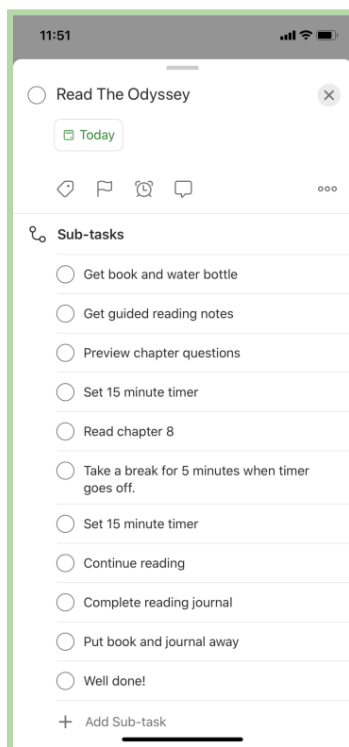 11:51
Read The Odyssey
Today
Sub-tasks
Get book and water bottle
Get guided reading notes
Preview chapter questions
Set 15 minute timer
Read chapter 8
Take a break for 5 minutes when timer
goes off.
Set 15 minute timer
Continue reading
Complete reading journal
Put book and journal away
Well done!
+ Add Sub-task